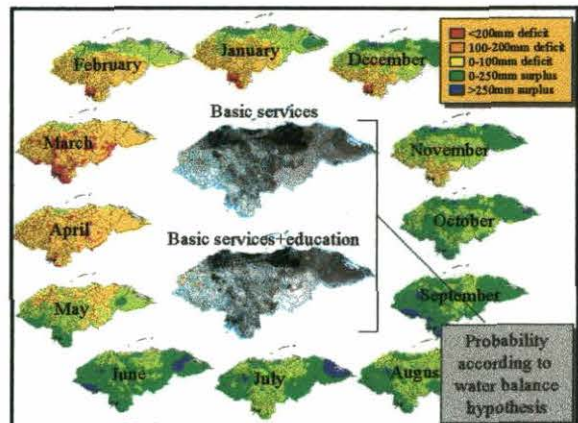 February
January
December
<200mm deficit
100-200mm deficit
0-100mm deficit
0-250mm surplus
>250mm surplus
Basic services
March
November
April
October
Basic services+education
May
September
June
July
Augus
Probability
according to
water balance
hypothesis